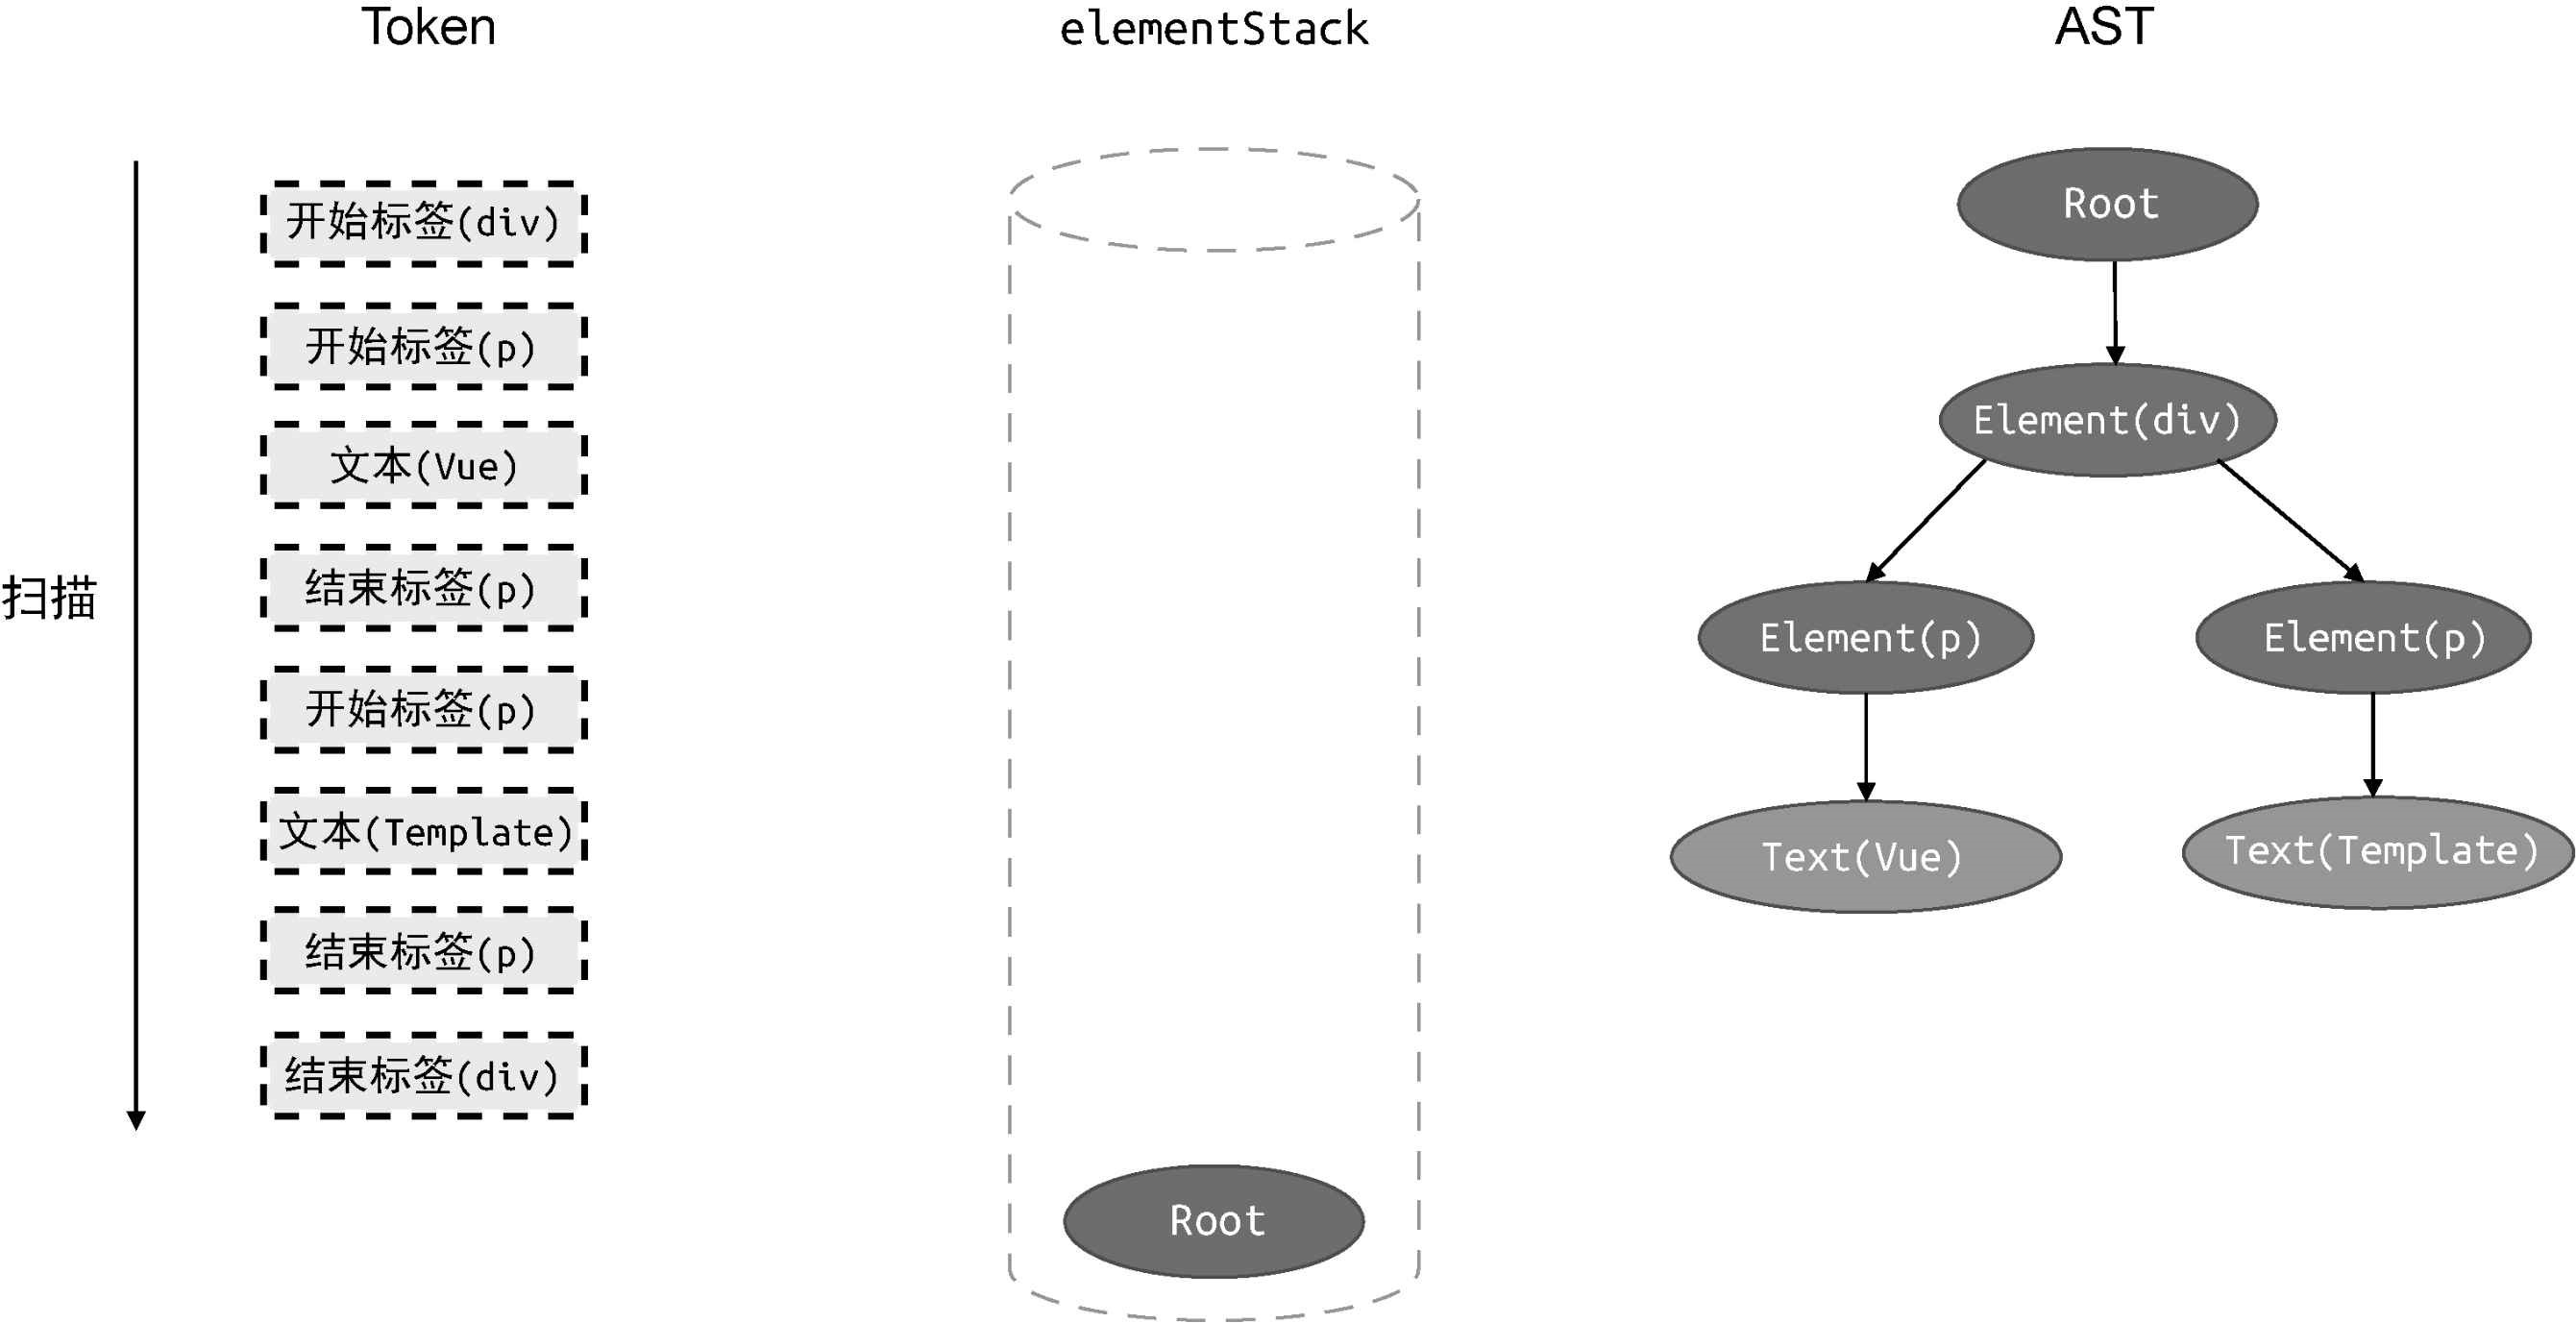 Token
elementStack
AST
扫描
开始标签(div)
开始标签(p)
文本(Vue)
结束标签(p)
开始标签(p)
文本(Template)
结束标签(p)
结束标签(div)
Root
Root
Element(div)
Element(p)
Element(p)
Text(Vue)
Text(Template)